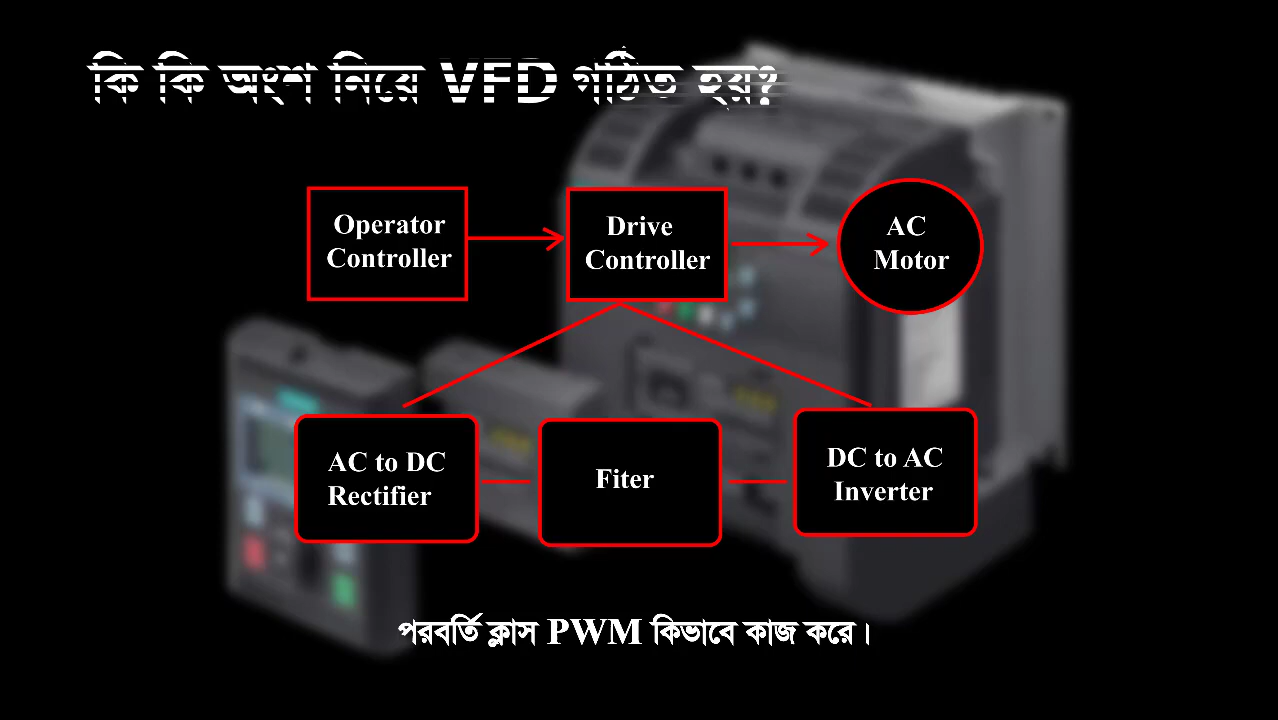 কি কি অংশ নিয়ে VFD গঠিত হয়?
Operator
Controller
Drive
Controller
AC
Motor
AC to DC
Rectifier
Fiter
DC to AC
Inverter
পরবর্তি ক্লাস PWM কিভাবে কাজ করে।